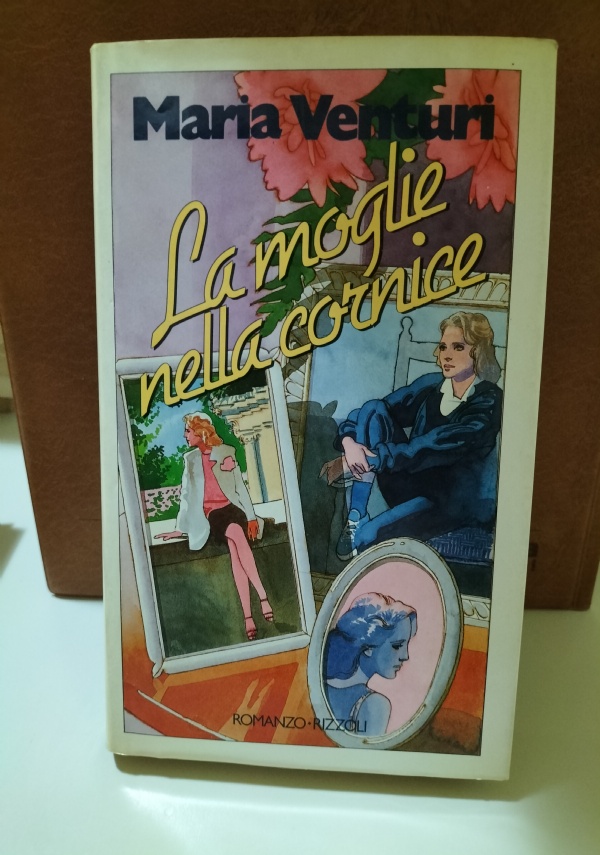 Maria Venturi
La moglie
nella cornice
ROMANZO · RIZZOLI